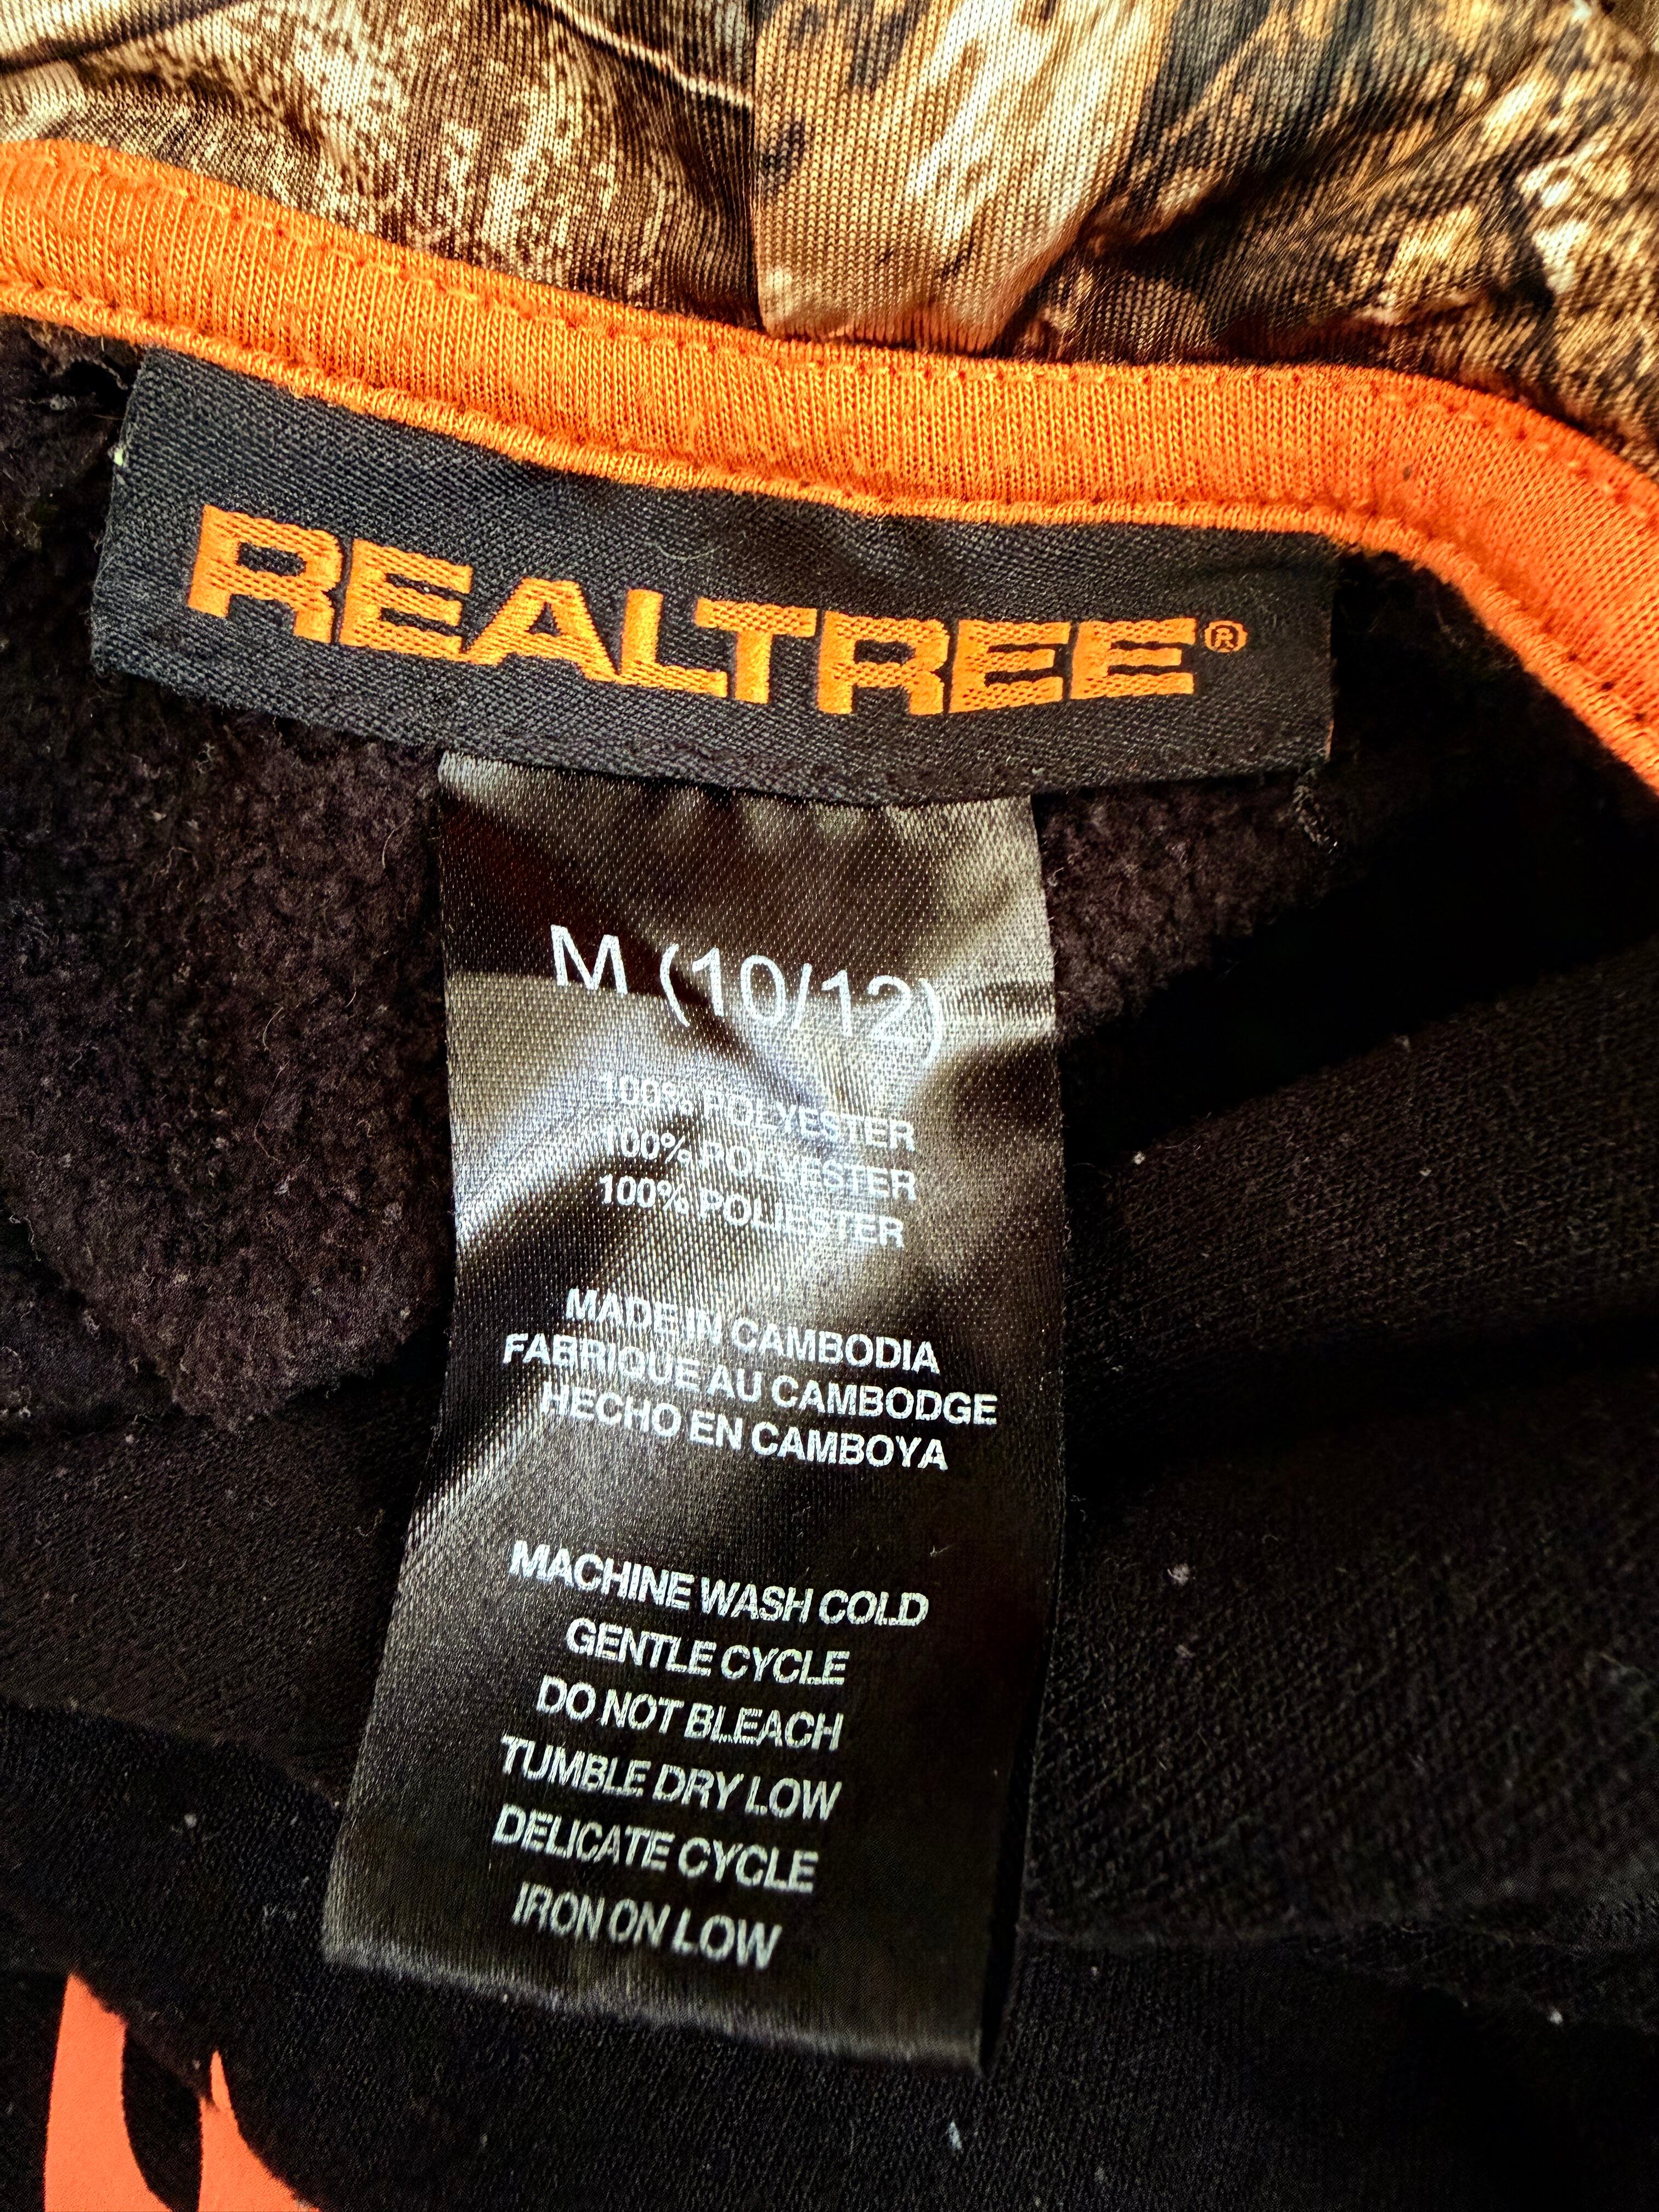 REALTREE®
M (10/12)
100% POLYESTER
100% POLYESTER
100% POLIESTER
MADE IN CAMBODIA
FABRIQUE AU CAMBODGE
HECHO EN CAMBOYA
MACHINE WASH COLD
GENTLE CYCLE
DO NOT BLEACH
TUMBLE DRY LOW
DELICATE CYCLE
IRON ON LOW